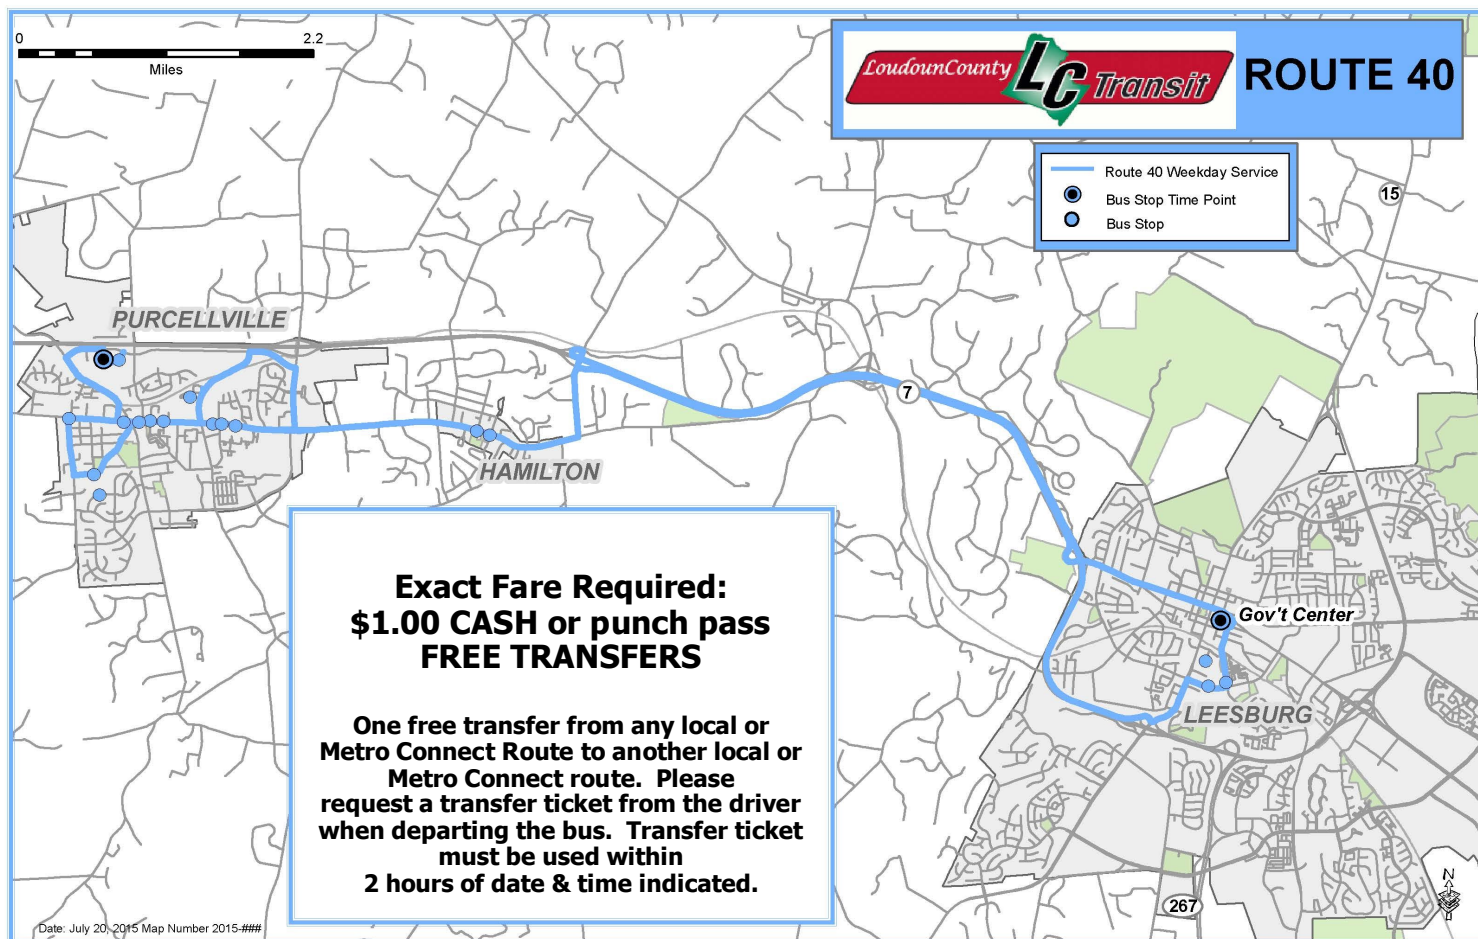 0 2.2
Miles
LoudounCounty LC Transit
ROUTE 40
Route 40 Weekday Service
Bus Stop Time Point
Bus Stop
15
PURCELLVILLE
7
HAMILTON
Exact Fare Required:
$1.00 CASH or punch pass
FREE TRANSFERS
One free transfer from any local or
Metro Connect Route to another local or
Metro Connect route. Please
request a transfer ticket from the driver
when departing the bus. Transfer ticket
must be used within
2 hours of date & time indicated.
Gov't Center
LEESBURG
N
267
Date: July 20, 2015 Map Number 2015-###